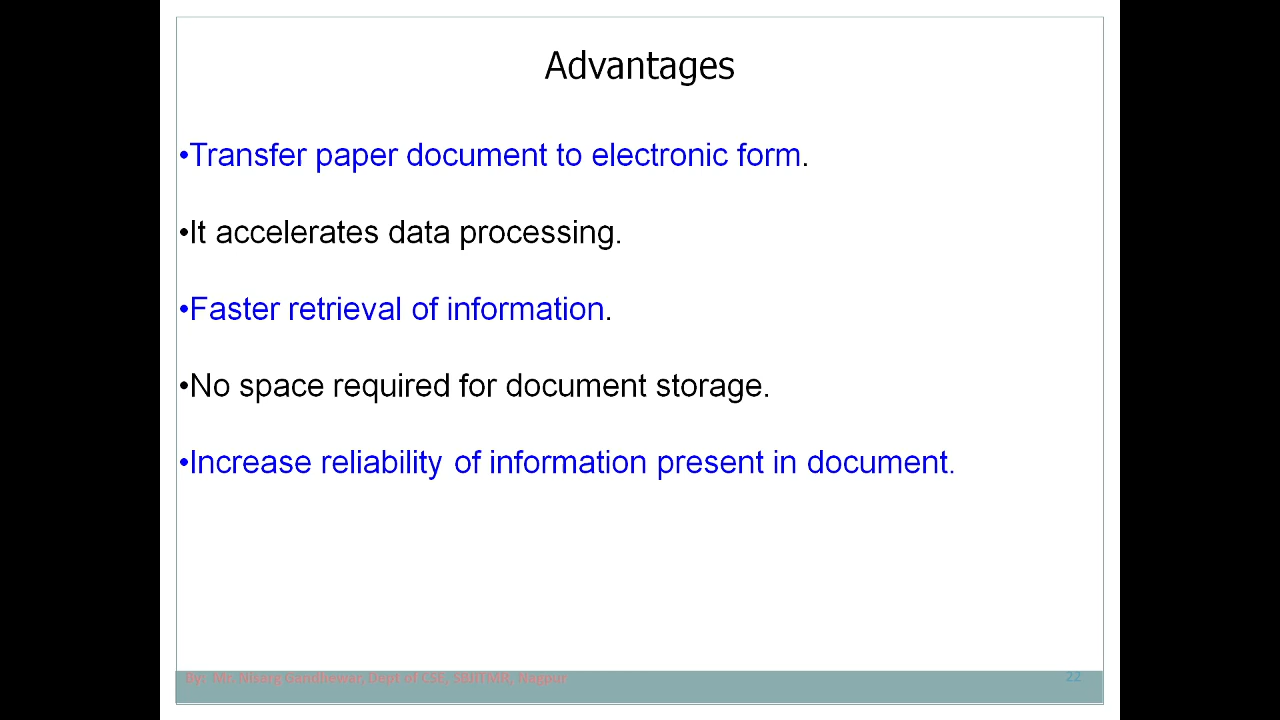 Advantages
•Transfer paper document to electronic form.
•It accelerates data processing.
•Faster retrieval of information.
•No space required for document storage.
•Increase reliability of information present in document.
By: Mr. Nisarg Gandhewar, Dept of CSE, SBJITMR, Nagpur
22